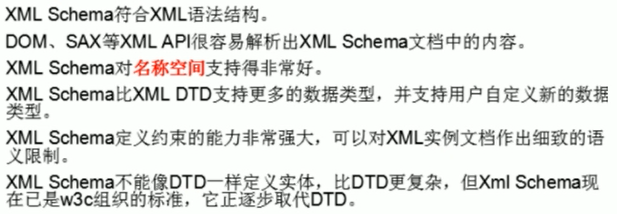 XML Schema符合XML语法结构。
DOM、SAX等XML API很容易解析出XML Schema文档中的内容。
XML Schema对名称空间支持得非常好。
XML Schema比XML DTD支持更多的数据类型，并支持用户自定义新的数据
类型。
XML Schema定义约束的能力非常强大，可以对XML实例文档作出细致的语
义限制。
XML Schema不能像DTD一样定义实体，比DTD更复杂，但Xml Schema现
在已是w3c组织的标准，它正逐步取代DTD。